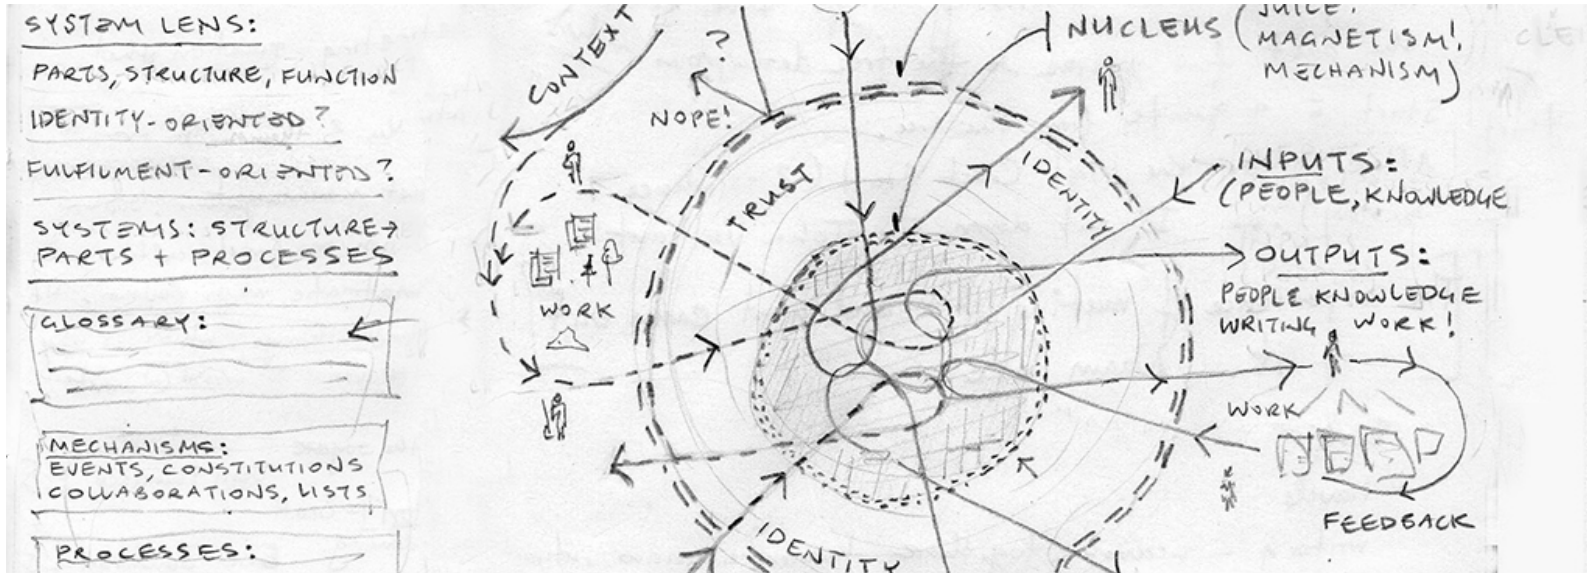 SYSTEM LENS:
PARTS, STRUCTURE, FUNCTION
IDENTITY-ORIENTED?
FULFILMENT-ORIENTED?
SYSTEMS: STRUCTURE→
PARTS + PROCESSES
GLOSSARY:
MECHANISMS:
EVENTS, CONSTITUTIONS
COLLABORATIONS, LISTS
PROCESSES:
CONTEXT
?
NOPE!
WORK
TRUST
IDENTITY
IDENTITY
NUCLEUS (JUICE!
MAGNETISM!,
MECHANISM)
INPUTS:
(PEOPLE, KNOWLEDGE
OUTPUTS:
PEOPLE KNOWLEDGE
WRITING WORK!
WORK
FEEDBACK